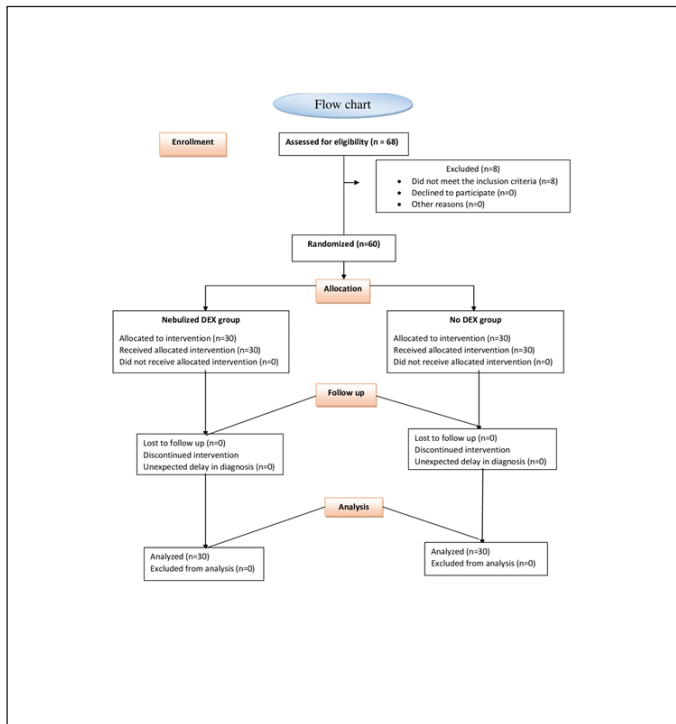 Flow chart
Enrollment
Assessed for eligibility (n = 68)
Excluded (n=8)
• Did not meet the inclusion criteria (n=8)
• Declined to participate (n=0)
• Other reasons (n=0)
Randomized (n=60)
Allocation
Nebulized DEX group
Allocated to intervention (n=30)
Received allocated intervention (n=30)
Did not receive allocated intervention (n=0)
No DEX group
Allocated to intervention (n=30)
Received allocated intervention (n=30)
Did not receive allocated intervention (n=0)
Follow up
Lost to follow up (n=0)
Discontinued intervention
Unexpected delay in diagnosis (n=0)
Lost to follow up (n=0)
Discontinued intervention
Unexpected delay in diagnosis (n=0)
Analysis
Analyzed (n=30)
Excluded from analysis (n=0)
Analyzed (n=30)
Excluded from analysis (n=0)